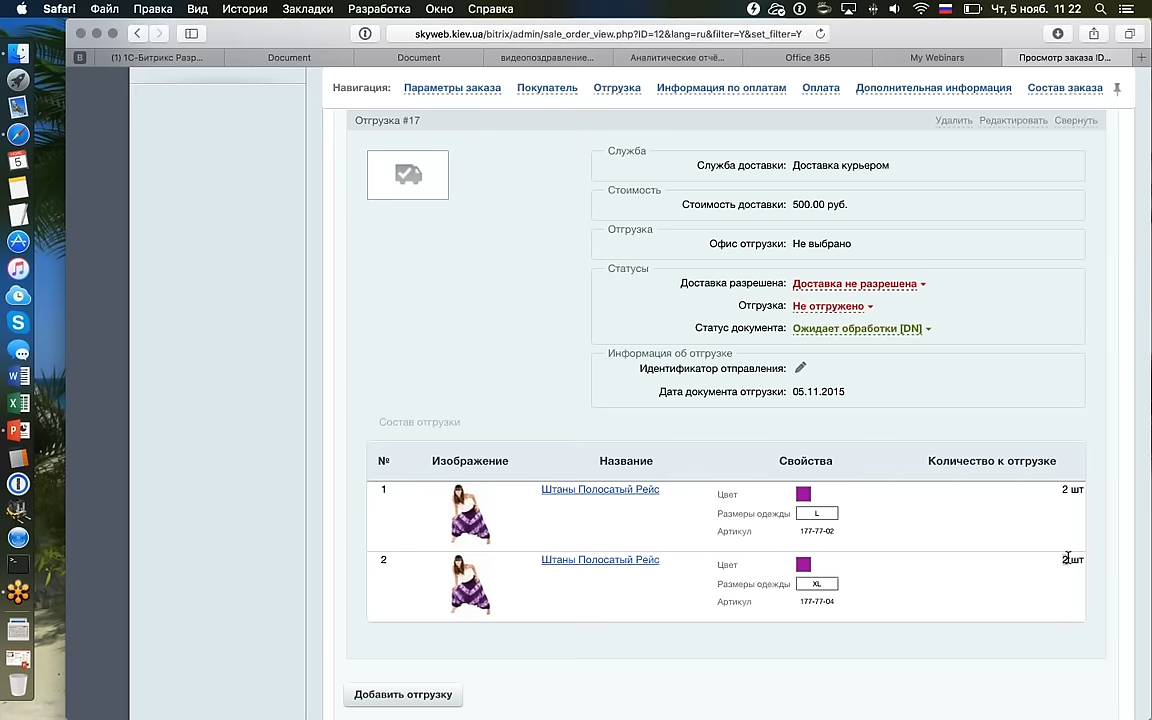 Safari Файл Правка Вид История Закладки Разработка Окно Справка Чт, 5 нояб. 11 22
skyweb.kiev.ua/bitrix/admin/sale_order_view.php?ID=12&lang=ru&filter=Y&set_filter=Y
B (1) 1С-Битрикс Разр... Document Document видеопоздравление... Аналитические отчё... Office 365 My Webinars Просмотр заказа ID...
Навигация: Параметры заказа Покупатель Отгрузка Информация по оплатам Оплата Дополнительная информация Состав заказа
Отгрузка #17 Удалить Редактировать Свернуть
Служба
Служба доставки: Доставка курьером
Стоимость
Стоимость доставки: 500.00 руб.
Отгрузка
Офис отгрузки: Не выбрано
Статусы
Доставка разрешена: Доставка не разрешена
Отгрузка: Не отгружено
Статус документа: Ожидает обработки [DN]
Информация об отгрузке
Идентификатор отправления:
Дата документа отгрузки: 05.11.2015
Состав отгрузки
№ Изображение Название Свойства Количество к отгрузке
1 Штаны Полосатый Рейс Цвет 2 шт
Размеры одежды L
Артикул 177-77-02
2 Штаны Полосатый Рейс Цвет 2 шт
Размеры одежды XL
Артикул 177-77-04
Добавить отгрузку